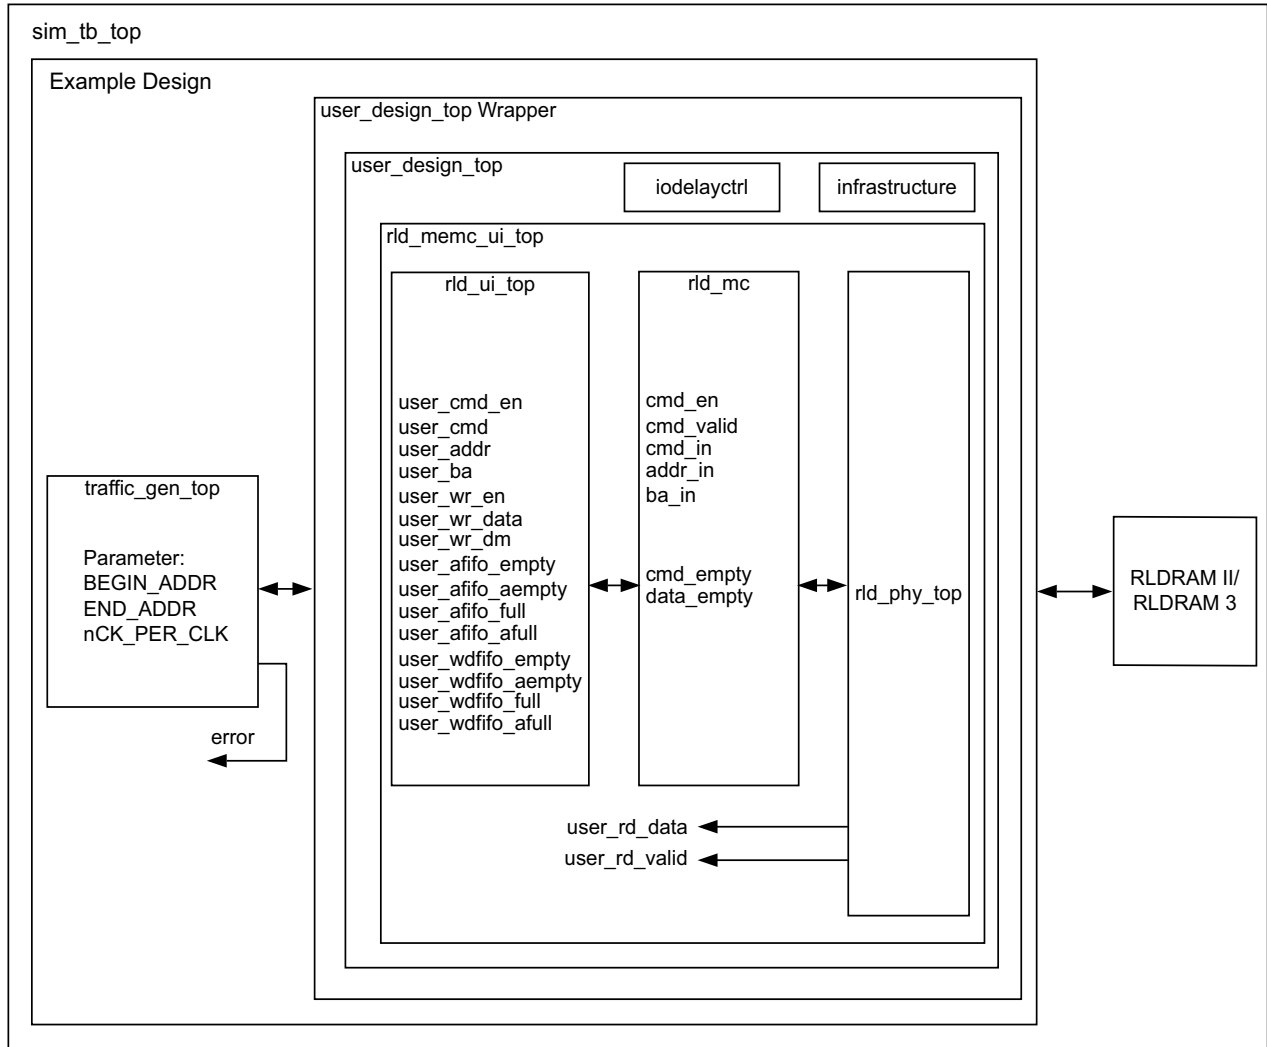 sim_tb_top
Example Design
user_design_top Wrapper
user_design_top
iodelayctrl
infrastructure
rld_memc_ui_top
rld_ui_top
rld_mc
user_cmd_en
user_cmd
user_addr
user_ba
user_wr_en
user_wr_data
user_wr_dm
user_afifo_empty
user_afifo_aempty
user_afifo_full
user_afifo_afull
user_wdfifo_empty
user_wdfifo_aempty
user_wdfifo_full
user_wdfifo_afull
cmd_en
cmd_valid
cmd_in
addr_in
ba_in
cmd_empty
data_empty
rld_phy_top
traffic_gen_top
Parameter:
BEGIN_ADDR
END_ADDR
nCK_PER_CLK
error
RLDRAM II/
RLDRAM 3
user_rd_data
user_rd_valid